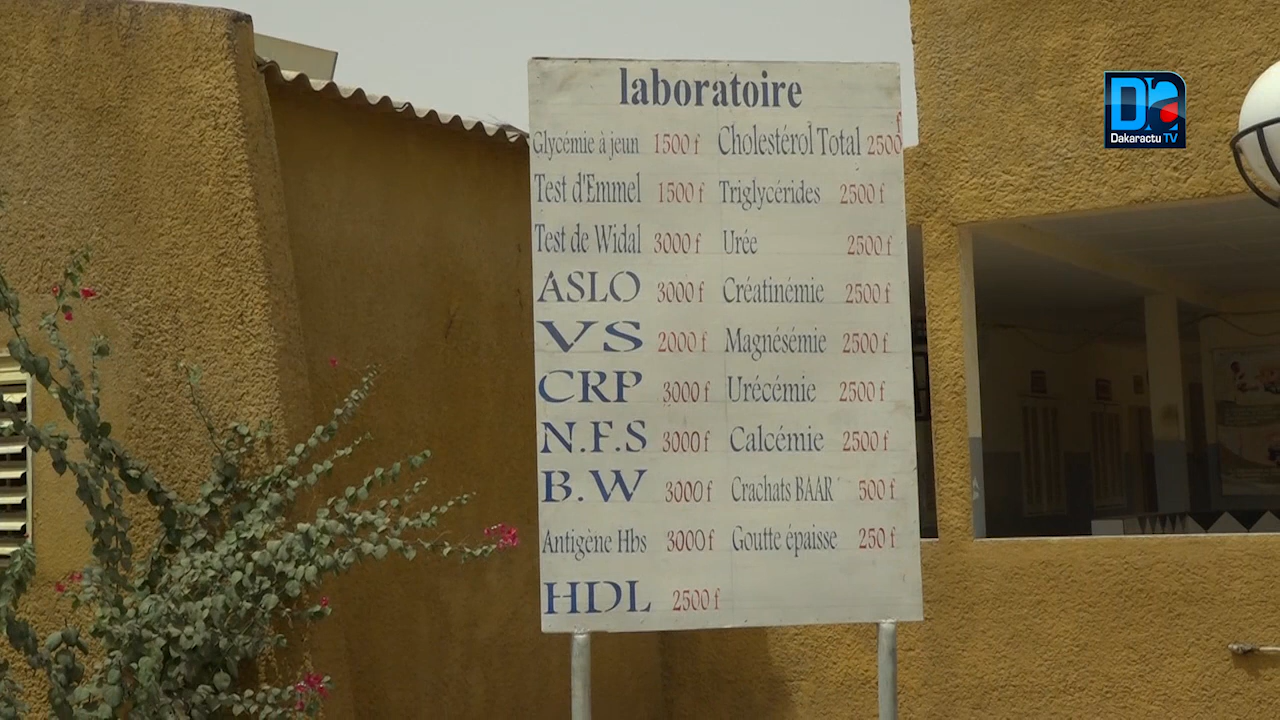 laboratoire
Glycémie à jeun 1500 f Cholestérol Total 2500 f
Test d'Emmel 1500 f Triglycérides 2500 f
Test de Widal 3000 f Urée 2500 f
ASLO 3000 f Créatinémie 2500 f
VS 2000 f Magnésémie 2500 f
CRP 3000 f Urécémie 2500 f
N.F.S 3000 f Calcémie 2500 f
B.W 3000 f Crachats BAAR 500 f
Antigène Hbs 3000 f Goutte épaisse 250 f
HDL 2500 f
Dakaractu TV